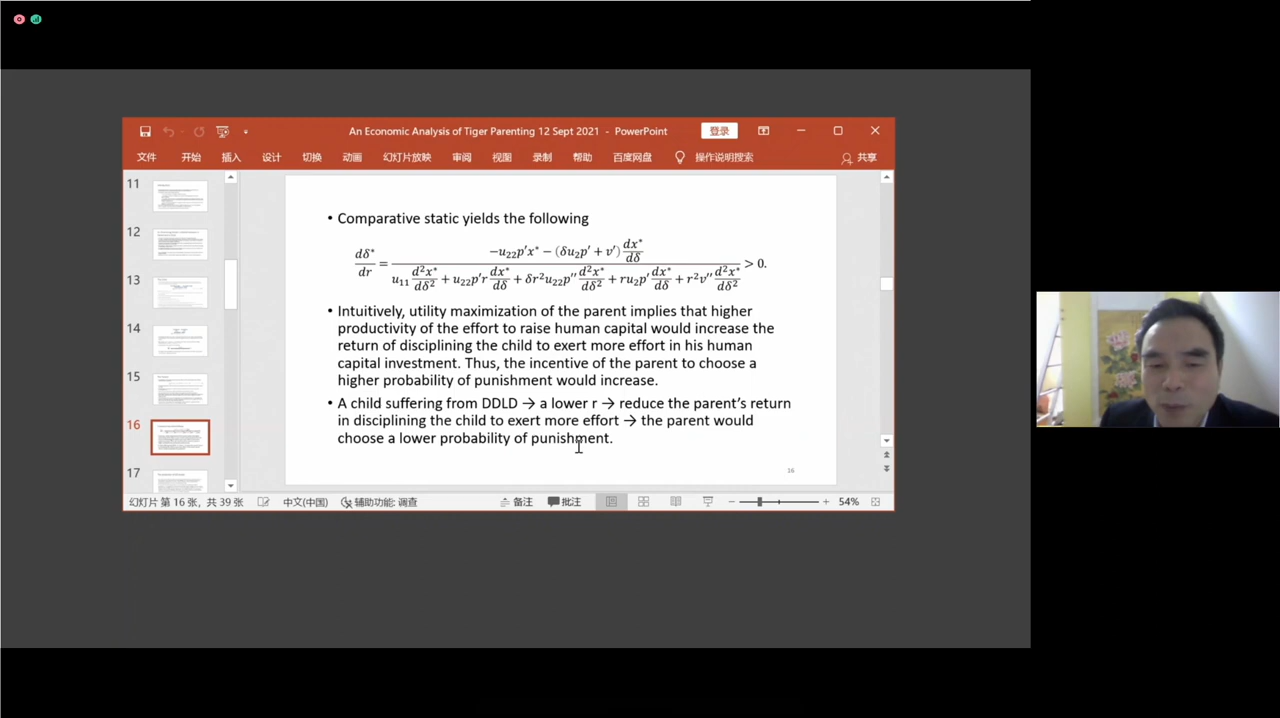 An Economic Analysis of Tiger Parenting 12 Sept 2021 - PowerPoint
登录
文件 开始 插入 设计 切换 动画 幻灯片放映 审阅 视图 录制 帮助 百度网盘 操作说明搜索 共享
11
12
13
14
15
16
17
• Comparative static yields the following
dδ*/dr = (−u₂₂p′x* − (δu₂p′ + v′) dx*/dδ) / (u₁₁ d²x*/dδ² + u₂₂p′r dx*/dδ + δr²u₂₂p″ d²x*/dδ² + ru₂p′ dx*/dδ + r²v″ d²x*/dδ²) > 0.
• Intuitively, utility maximization of the parent implies that higher
productivity of the effort to raise human capital would increase the
return of disciplining the child to exert more effort in his human
capital investment. Thus, the incentive of the parent to choose a
higher probability of punishment would increase.
• A child suffering from DDLD → a lower r → reduce the parent’s return
in disciplining the child to exert more effort → the parent would
choose a lower probability of punishment.
16
幻灯片 第 16 张，共 39 张 中文(中国) 辅助功能: 调查 备注 批注 54%